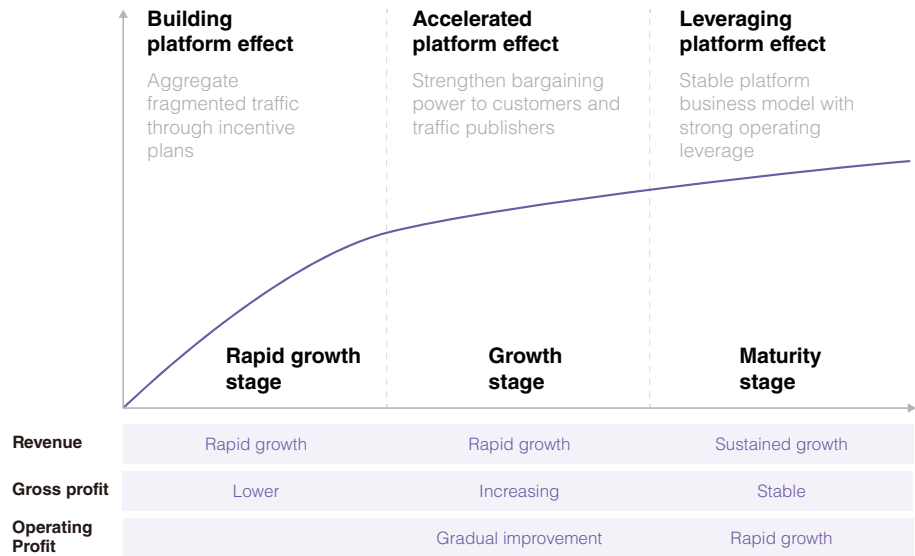 Building
platform effect
Aggregate
fragmented traffic
through incentive
plans
Accelerated
platform effect
Strengthen bargaining
power to customers and
traffic publishers
Leveraging
platform effect
Stable platform
business model with
strong operating
leverage
Rapid growth
stage
Growth
stage
Maturity
stage
Revenue
Rapid growth
Rapid growth
Sustained growth
Gross profit
Lower
Increasing
Stable
Operating
Profit
Gradual improvement
Rapid growth